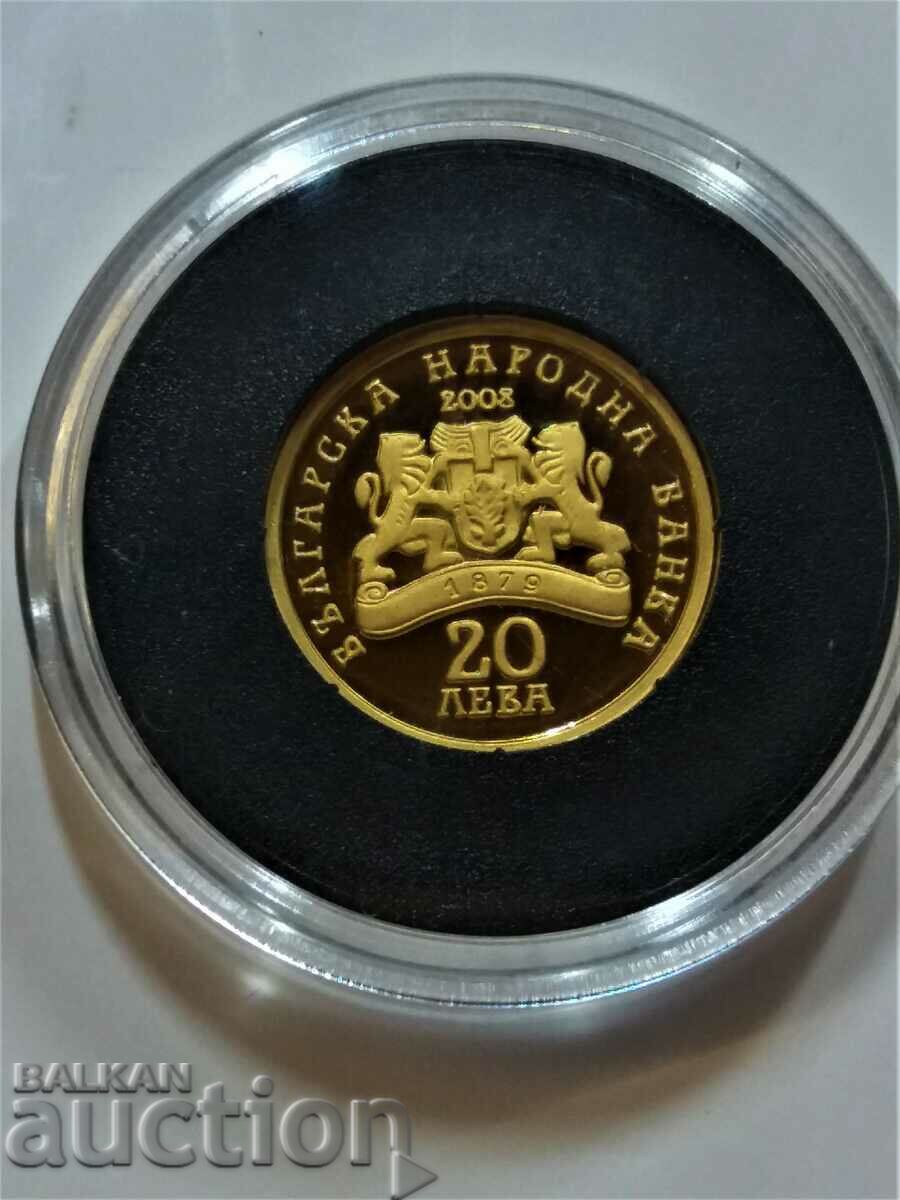 БЪЛГАРСКА НАРОДНА БАНКА
2008
1879
20
ЛЕВА
BALKAN
auction